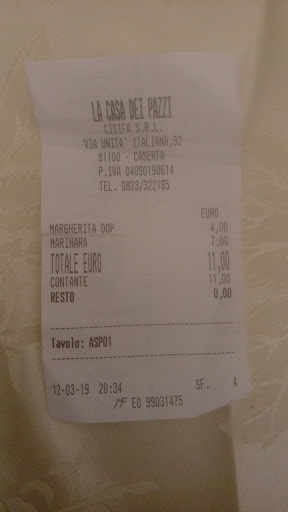 LA CASA DEI PAZZI
CISIFA S.R.L.
VIA UNITA' ITALIANA,92
81100 - CASERTA
P.IVA 04090190614
TEL. 0823/322185
EURO
MARGHERITA DOP 4,00
MARINARA 7,00
TOTALE EURO 11,00
CONTANTE 11,00
RESTO 0,00
Tavolo: ASPO1
12-03-19 20:34 SF. 4
MF EO 99031475